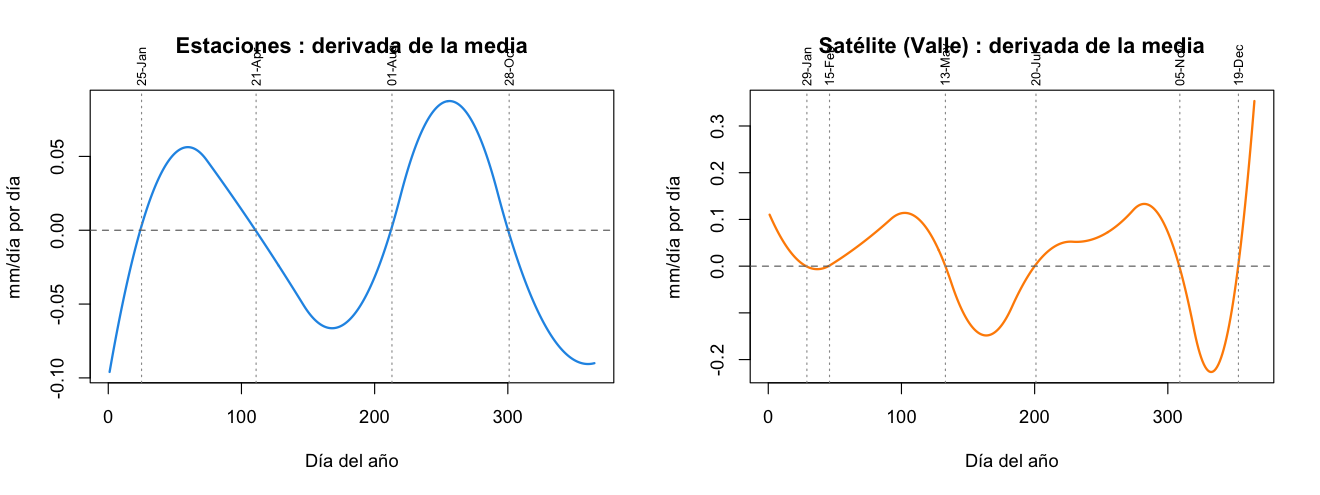 Estaciones : derivada de la media
25-Jan
21-Apr
01-Aug
28-Oct
mm/día por día
0.05
0.00
-0.05
-0.10
0
100
200
300
Día del año
Satélite (Valle) : derivada de la media
29-Jan
15-Feb
13-May
20-Jul
05-Nov
19-Dec
mm/día por día
0.3
0.2
0.1
0.0
-0.2
0
100
200
300
Día del año